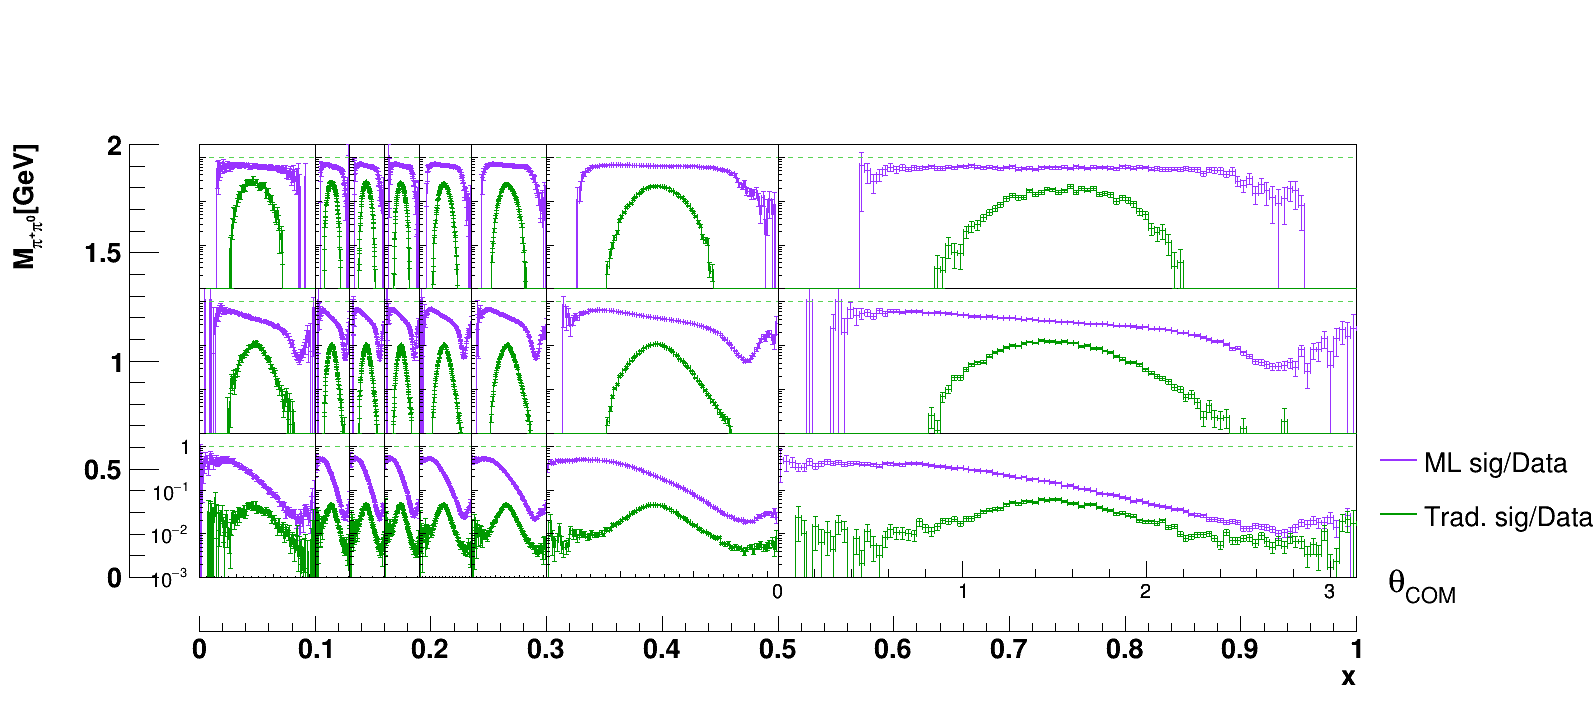 M_{π⁺π⁰}[GeV]
2
1.5
1
0.5
0
1
10⁻¹
10⁻²
10⁻³
ML sig/Data
Trad. sig/Data
0 1 2 3
θ_{COM}
0 0.1 0.2 0.3 0.4 0.5 0.6 0.7 0.8 0.9 1
x